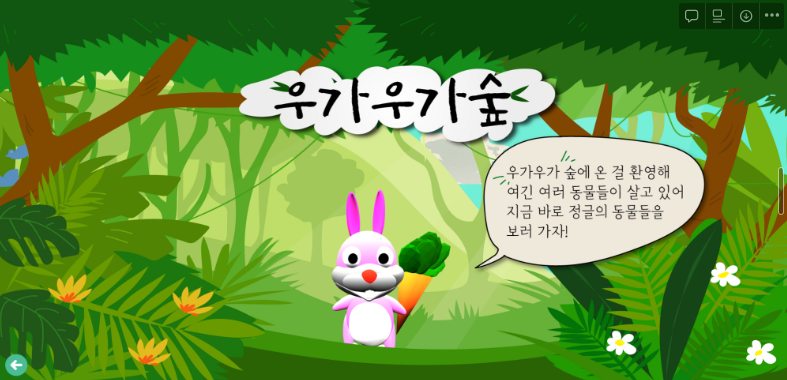 우가우가숲
우가우가 숲에 온 걸 환영해
여긴 여러 동물들이 살고 있어
지금 바로 정글의 동물들을
보러 가자!